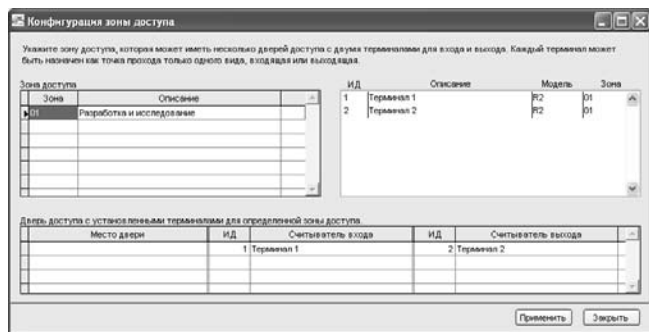 Конфигурация зоны доступа
Укажите зону доступа, которая может иметь несколько дверей доступа с двумя терминалами для входа и выхода. Каждый терминал может
быть назначен как точка прохода только одного вида, входящая или выходящая.
Зона доступа
Зона Описание
01 Разработка и исследование
ИД Описание Модель Зона
1 Терминал 1 R2 01
2 Терминал 2 R2 01
Дверь доступа с установленными терминалами для определенной зоны доступа.
Место двери ИД Считыватель входа ИД Считыватель выхода
1 Терминал 1 2 Терминал 2
Применить Закрыть